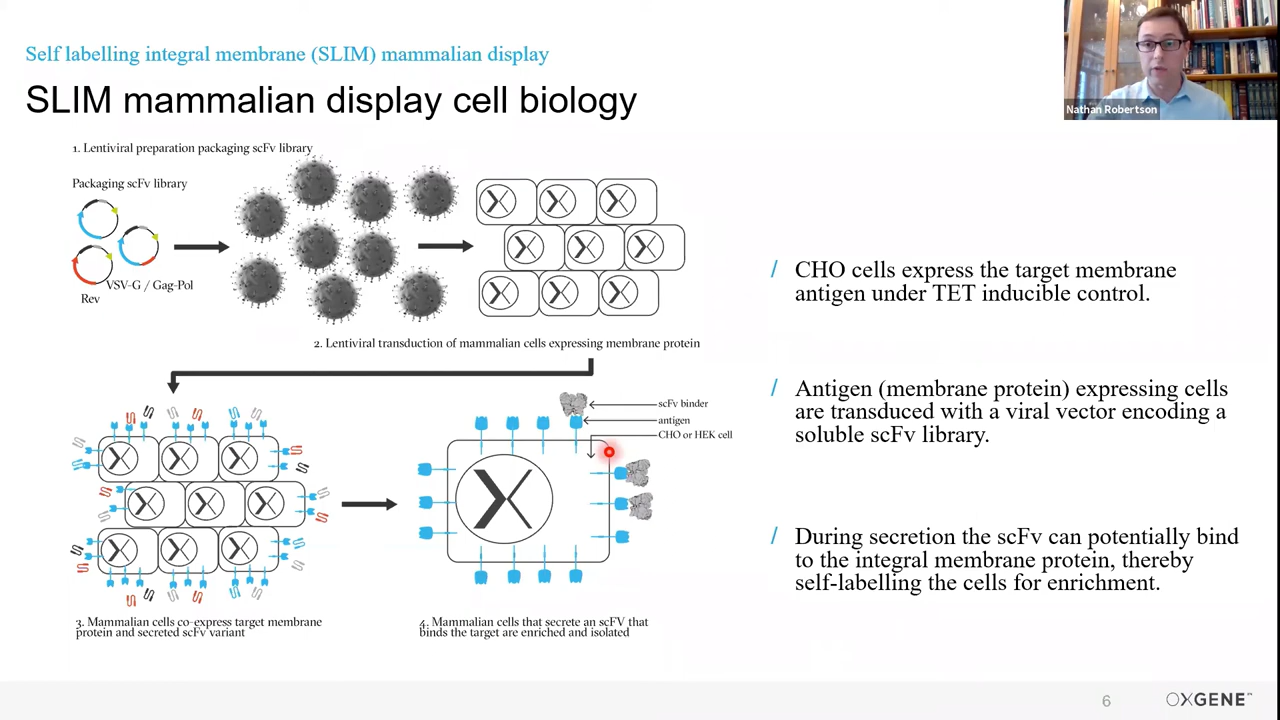 Self labelling integral membrane (SLIM) mammalian display
SLIM mammalian display cell biology
Nathan Robertson
1. Lentiviral preparation packaging scFv library
Packaging scFv library
VSV-G / Gag-Pol
Rev
2. Lentiviral transduction of mammalian cells expressing membrane protein
scFv binder
antigen
CHO or HEK cell
3. Mammalian cells co-express target membrane
protein and secreted scFv variant
4. Mammalian cells that secrete an scFV that
binds the target are enriched and isolated
/ CHO cells express the target membrane
antigen under TET inducible control.
/ Antigen (membrane protein) expressing cells
are transduced with a viral vector encoding a
soluble scFv library.
/ During secretion the scFv can potentially bind
to the integral membrane protein, thereby
self-labelling the cells for enrichment.
6
OXGENE™